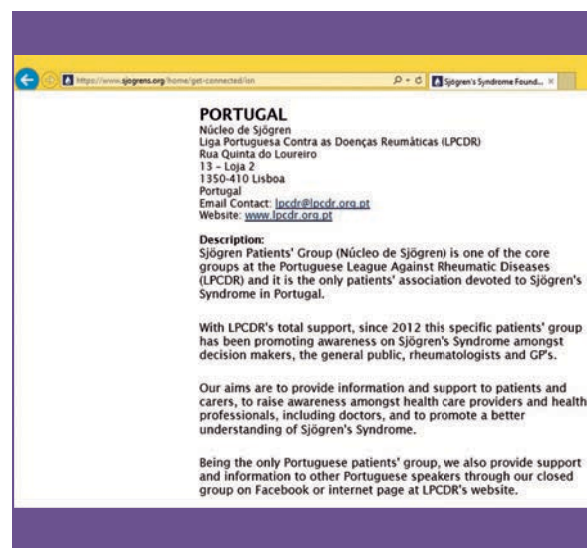 https://www.sjogrens.org/home/get-connected/isn
Sjögren's Syndrome Found...
PORTUGAL
Núcleo de Sjögren
Liga Portuguesa Contra as Doenças Reumáticas (LPCDR)
Rua Quinta do Loureiro
13 – Loja 2
1350-410 Lisboa
Portugal
Email Contact: lpcdr@lpcdr.org.pt
Website: www.lpcdr.org.pt
Description:
Sjögren Patients' Group (Núcleo de Sjögren) is one of the core
groups at the Portuguese League Against Rheumatic Diseases
(LPCDR) and it is the only patients' association devoted to Sjögren's
Syndrome in Portugal.
With LPCDR's total support, since 2012 this specific patients' group
has been promoting awareness on Sjögren's Syndrome amongst
decision makers, the general public, rheumatologists and GP's.
Our aims are to provide information and support to patients and
carers, to raise awareness amongst health care providers and health
professionals, including doctors, and to promote a better
understanding of Sjögren's Syndrome.
Being the only Portuguese patients' group, we also provide support
and information to other Portuguese speakers through our closed
group on Facebook or internet page at LPCDR's website.